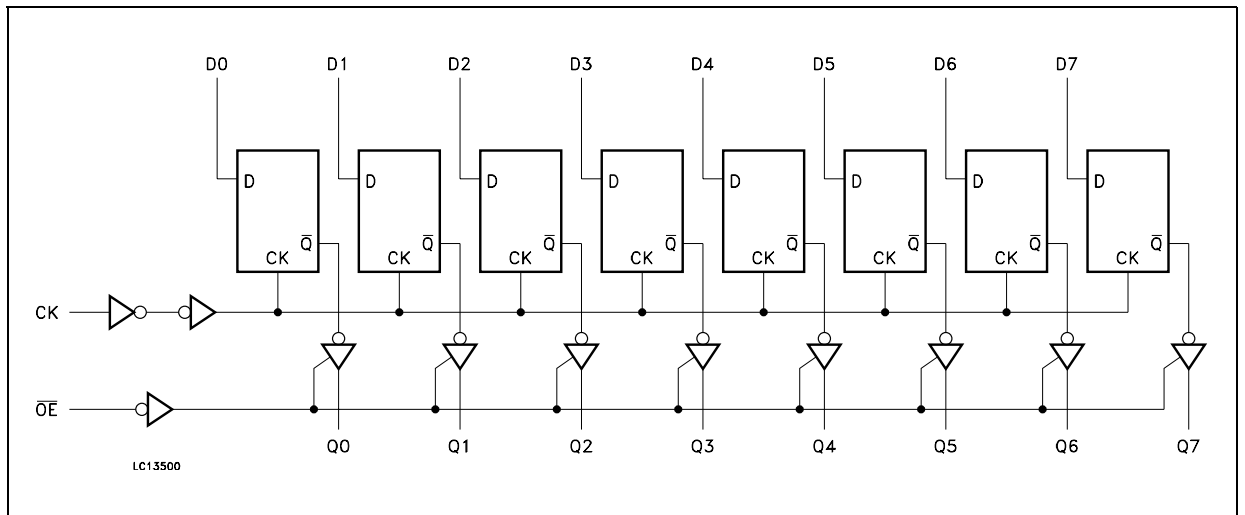 D0 D1 D2 D3 D4 D5 D6 D7
D D D D D D D D
Q̅ Q̅ Q̅ Q̅ Q̅ Q̅ Q̅ Q̅
CK CK CK CK CK CK CK CK
CK
O̅E̅
Q0 Q1 Q2 Q3 Q4 Q5 Q6 Q7
LC13500